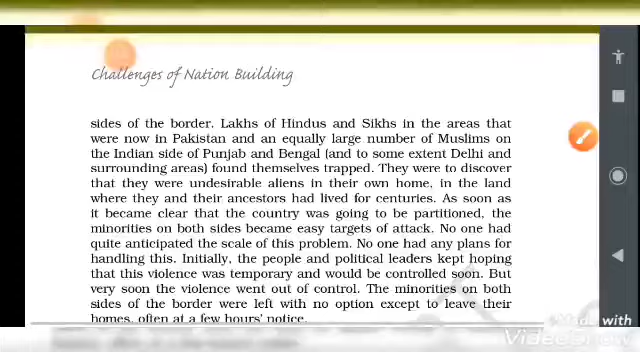 Challenges of Nation Building
sides of the border. Lakhs of Hindus and Sikhs in the areas that
were now in Pakistan and an equally large number of Muslims on
the Indian side of Punjab and Bengal (and to some extent Delhi and
surrounding areas) found themselves trapped. They were to discover
that they were undesirable aliens in their own home, in the land
where they and their ancestors had lived for centuries. As soon as
it became clear that the country was going to be partitioned, the
minorities on both sides became easy targets of attack. No one had
quite anticipated the scale of this problem. No one had any plans for
handling this. Initially, the people and political leaders kept hoping
that this violence was temporary and would be controlled soon. But
very soon the violence went out of control. The minorities on both
sides of the border were left with no option except to leave their
homes, often at a few hours' notice.
Made with
VideoShow